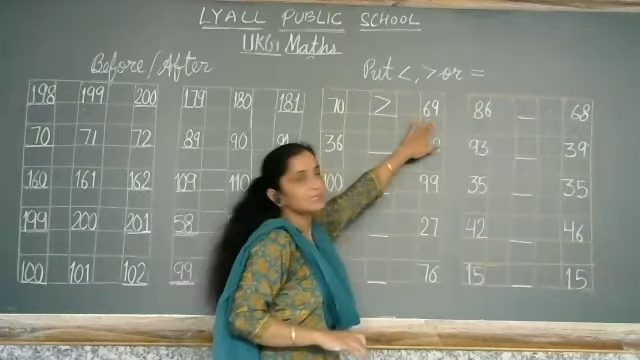 LYALL PUBLIC SCHOOL
UKG Maths
Before/After
Put <, > or =
198 199 200 179 180 181 70 > 69 86 _ 68
70 71 72 89 90 36 _ 93 _ 39
160 161 162 109 110 100 _ 99 35 _ 35
199 200 201 58 _ 27 42 _ 46
100 101 102 99 _ 76 15 _ 15